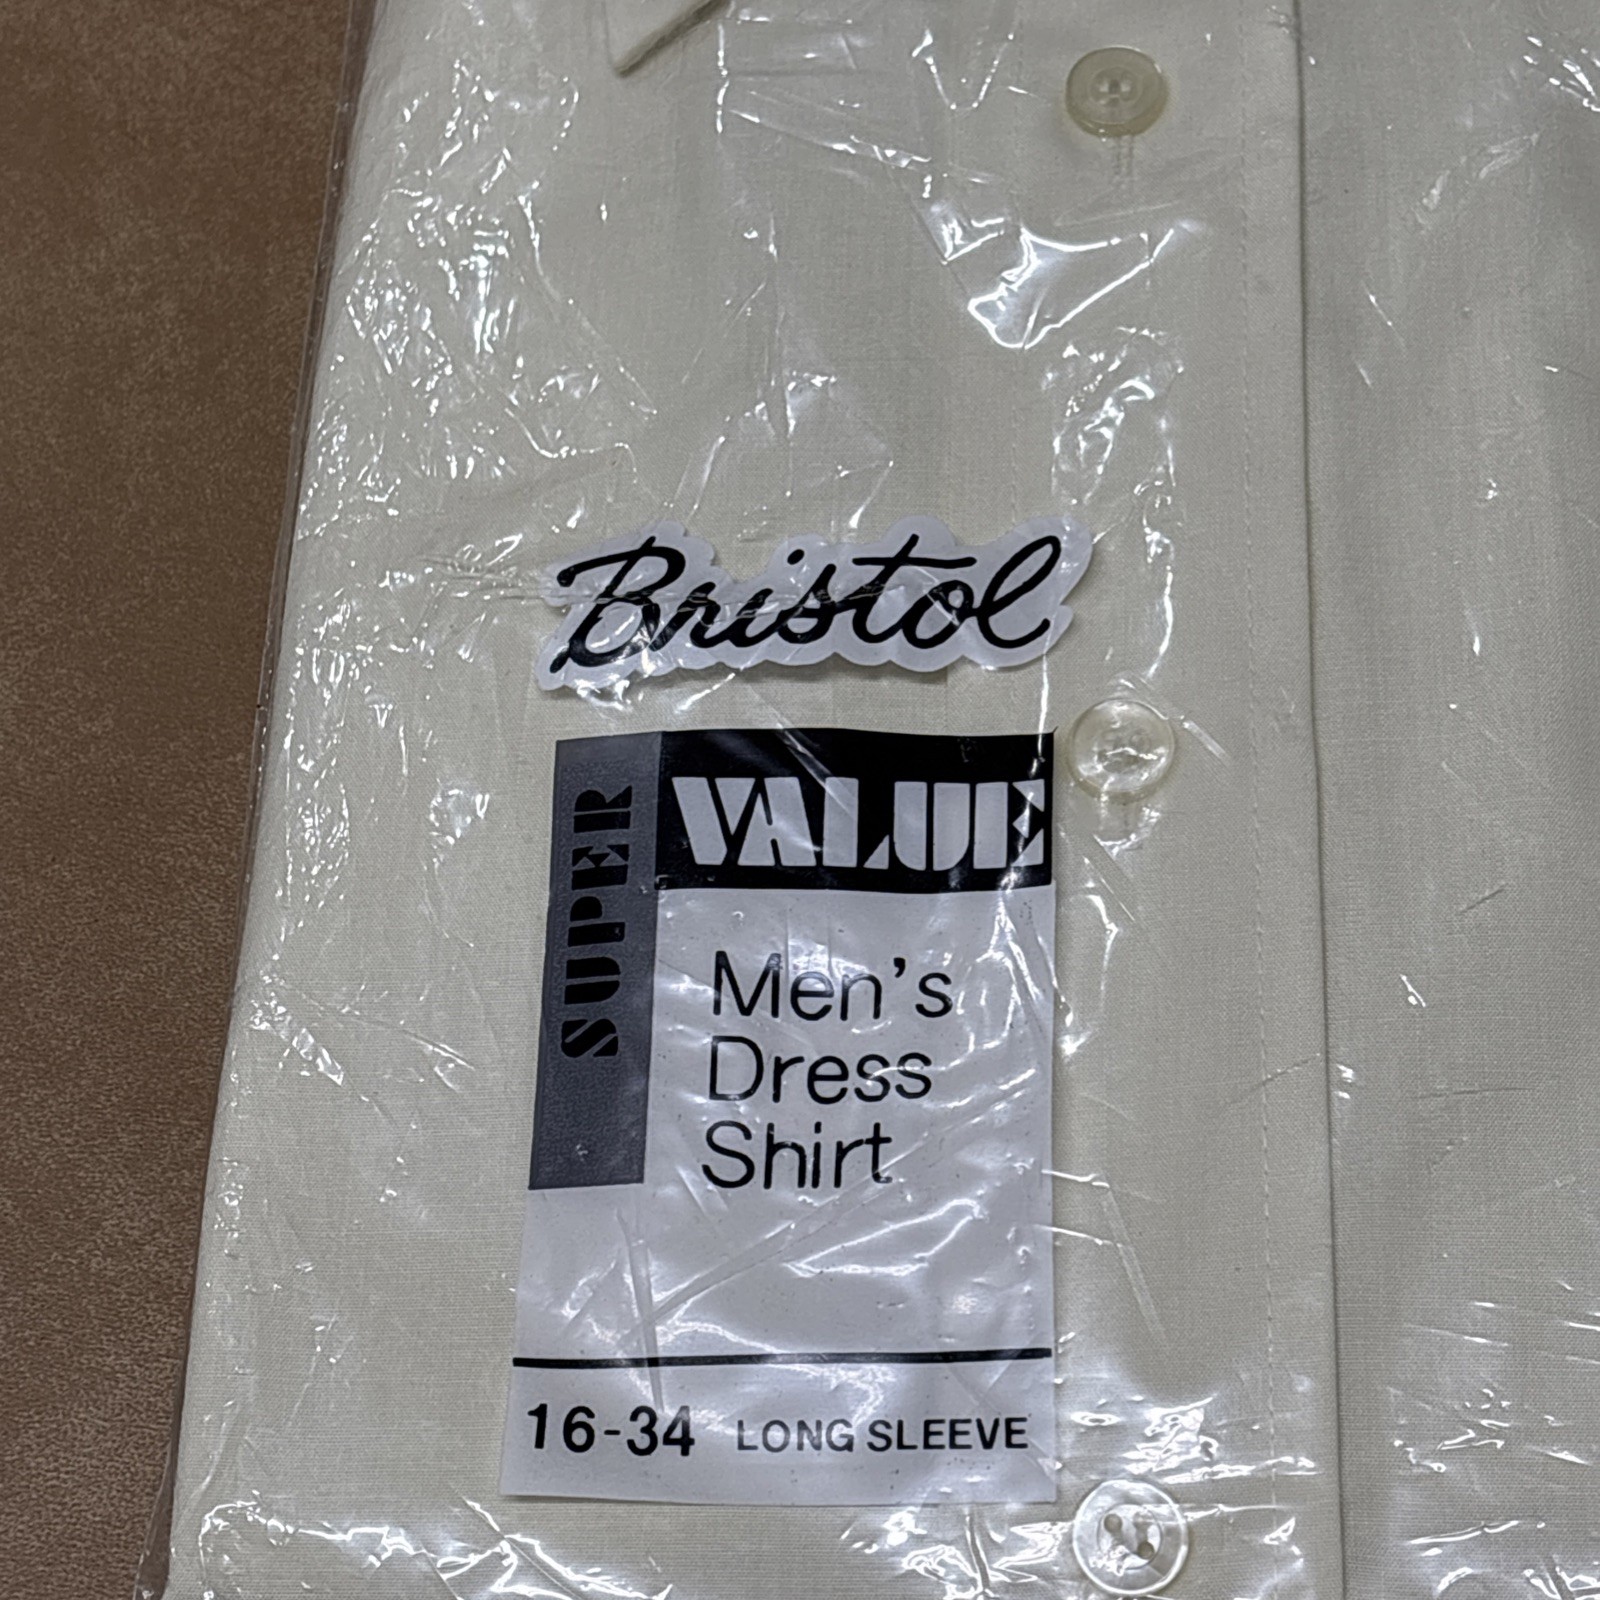 Bristol
SUPER
VALUE
Men's
Dress
Shirt
16-34 LONG SLEEVE